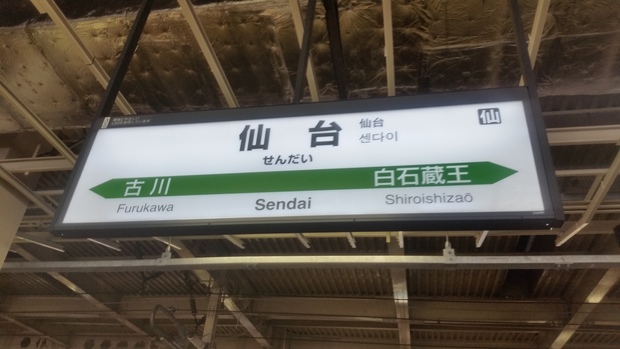 仙
仙台
仙台
센다이
せんだい
古川
白石蔵王
Furukawa
Sendai
Shiroishizaō